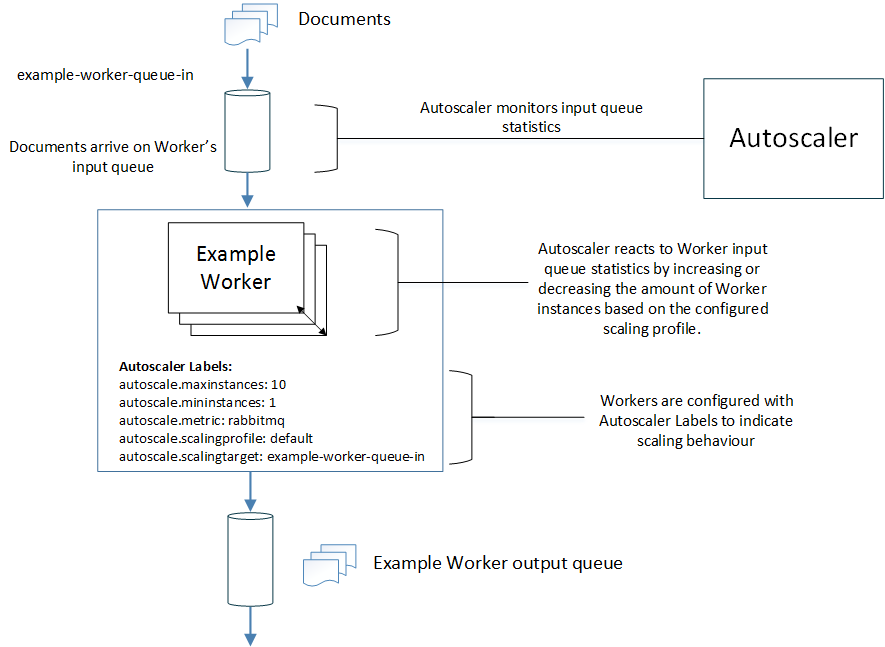 Documents
example-worker-queue-in
Autoscaler monitors input queue
statistics
Autoscaler
Documents arrive on Worker’s
input queue
Example
Worker
Autoscaler reacts to Worker input
queue statistics by increasing or
decreasing the amount of Worker
instances based on the configured
scaling profile.
Autoscaler Labels:
autoscale.maxinstances: 10
autoscale.mininstances: 1
autoscale.metric: rabbitmq
autoscale.scalingprofile: default
autoscale.scalingtarget: example-worker-queue-in
Workers are configured with
Autoscaler Labels to indicate
scaling behaviour
Example Worker output queue